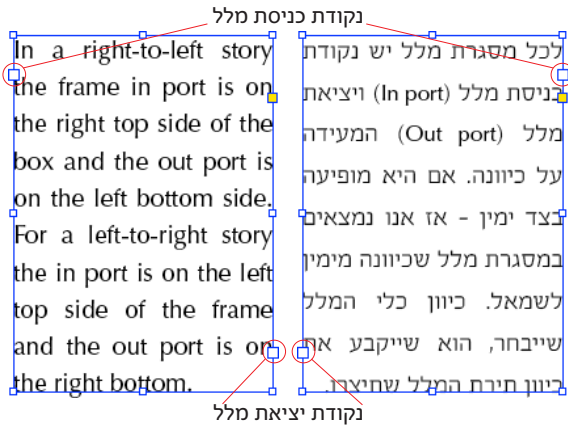 נקודת כניסת מלל
In a right-to-left story
the frame in port is on
the right top side of the
box and the out port is
on the left bottom side.
For a left-to-right story
the in port is on the left
top side of the frame
and the out port is on
the right bottom.
לכל מסגרת מלל יש נקודת
כניסת מלל (In port) ויציאת
מלל (Out port) המעידה
על כיוונה. אם היא מופיעה
בצד ימין - אז אנו נמצאים
במסגרת מלל שכיוונה מימין
לשמאל. כיוון כלי המלל
שייבחר, הוא שייקבע את
כיוון תיבת המלל שתיצרו.
נקודת יציאת מלל